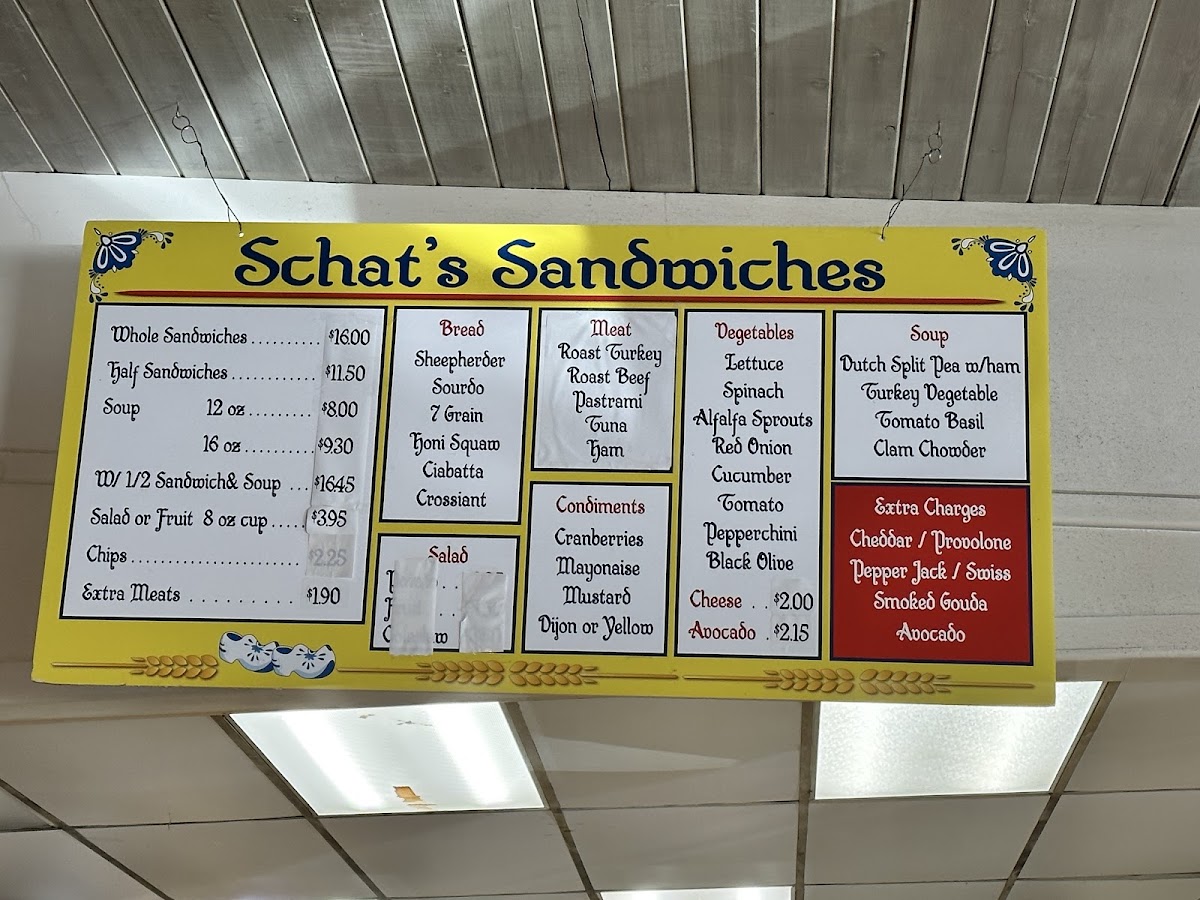 Schat's Sandwiches
Whole Sandwiches .......... $16.00
Half Sandwiches ............ $11.50
Soup 12 oz ......... $8.00
16 oz .......... $9.30
W/ 1/2 Sandwich& Soup ... $16.45
Salad or Fruit 8 oz cup ..... $3.95
Chips ........................ $2.25
Extra Meats .......... $1.90
Bread
Sheepherder
Sourdo
7 Grain
Honi Squaw
Ciabatta
Crossiant
Salad
Meat
Roast Turkey
Roast Beef
Pastrami
Tuna
Ham
Condiments
Cranberries
Mayonaise
Mustard
Dijon or Yellow
Vegetables
Lettuce
Spinach
Alfalfa Sprouts
Red Onion
Cucumber
Tomato
Pepperchini
Black Olive
Cheese .. $2.00
Avocado . $2.15
Soup
Dutch Split Pea w/ham
Turkey Vegetable
Tomato Basil
Clam Chowder
Extra Charges
Cheddar / Provolone
Pepper Jack / Swiss
Smoked Gouda
Avocado